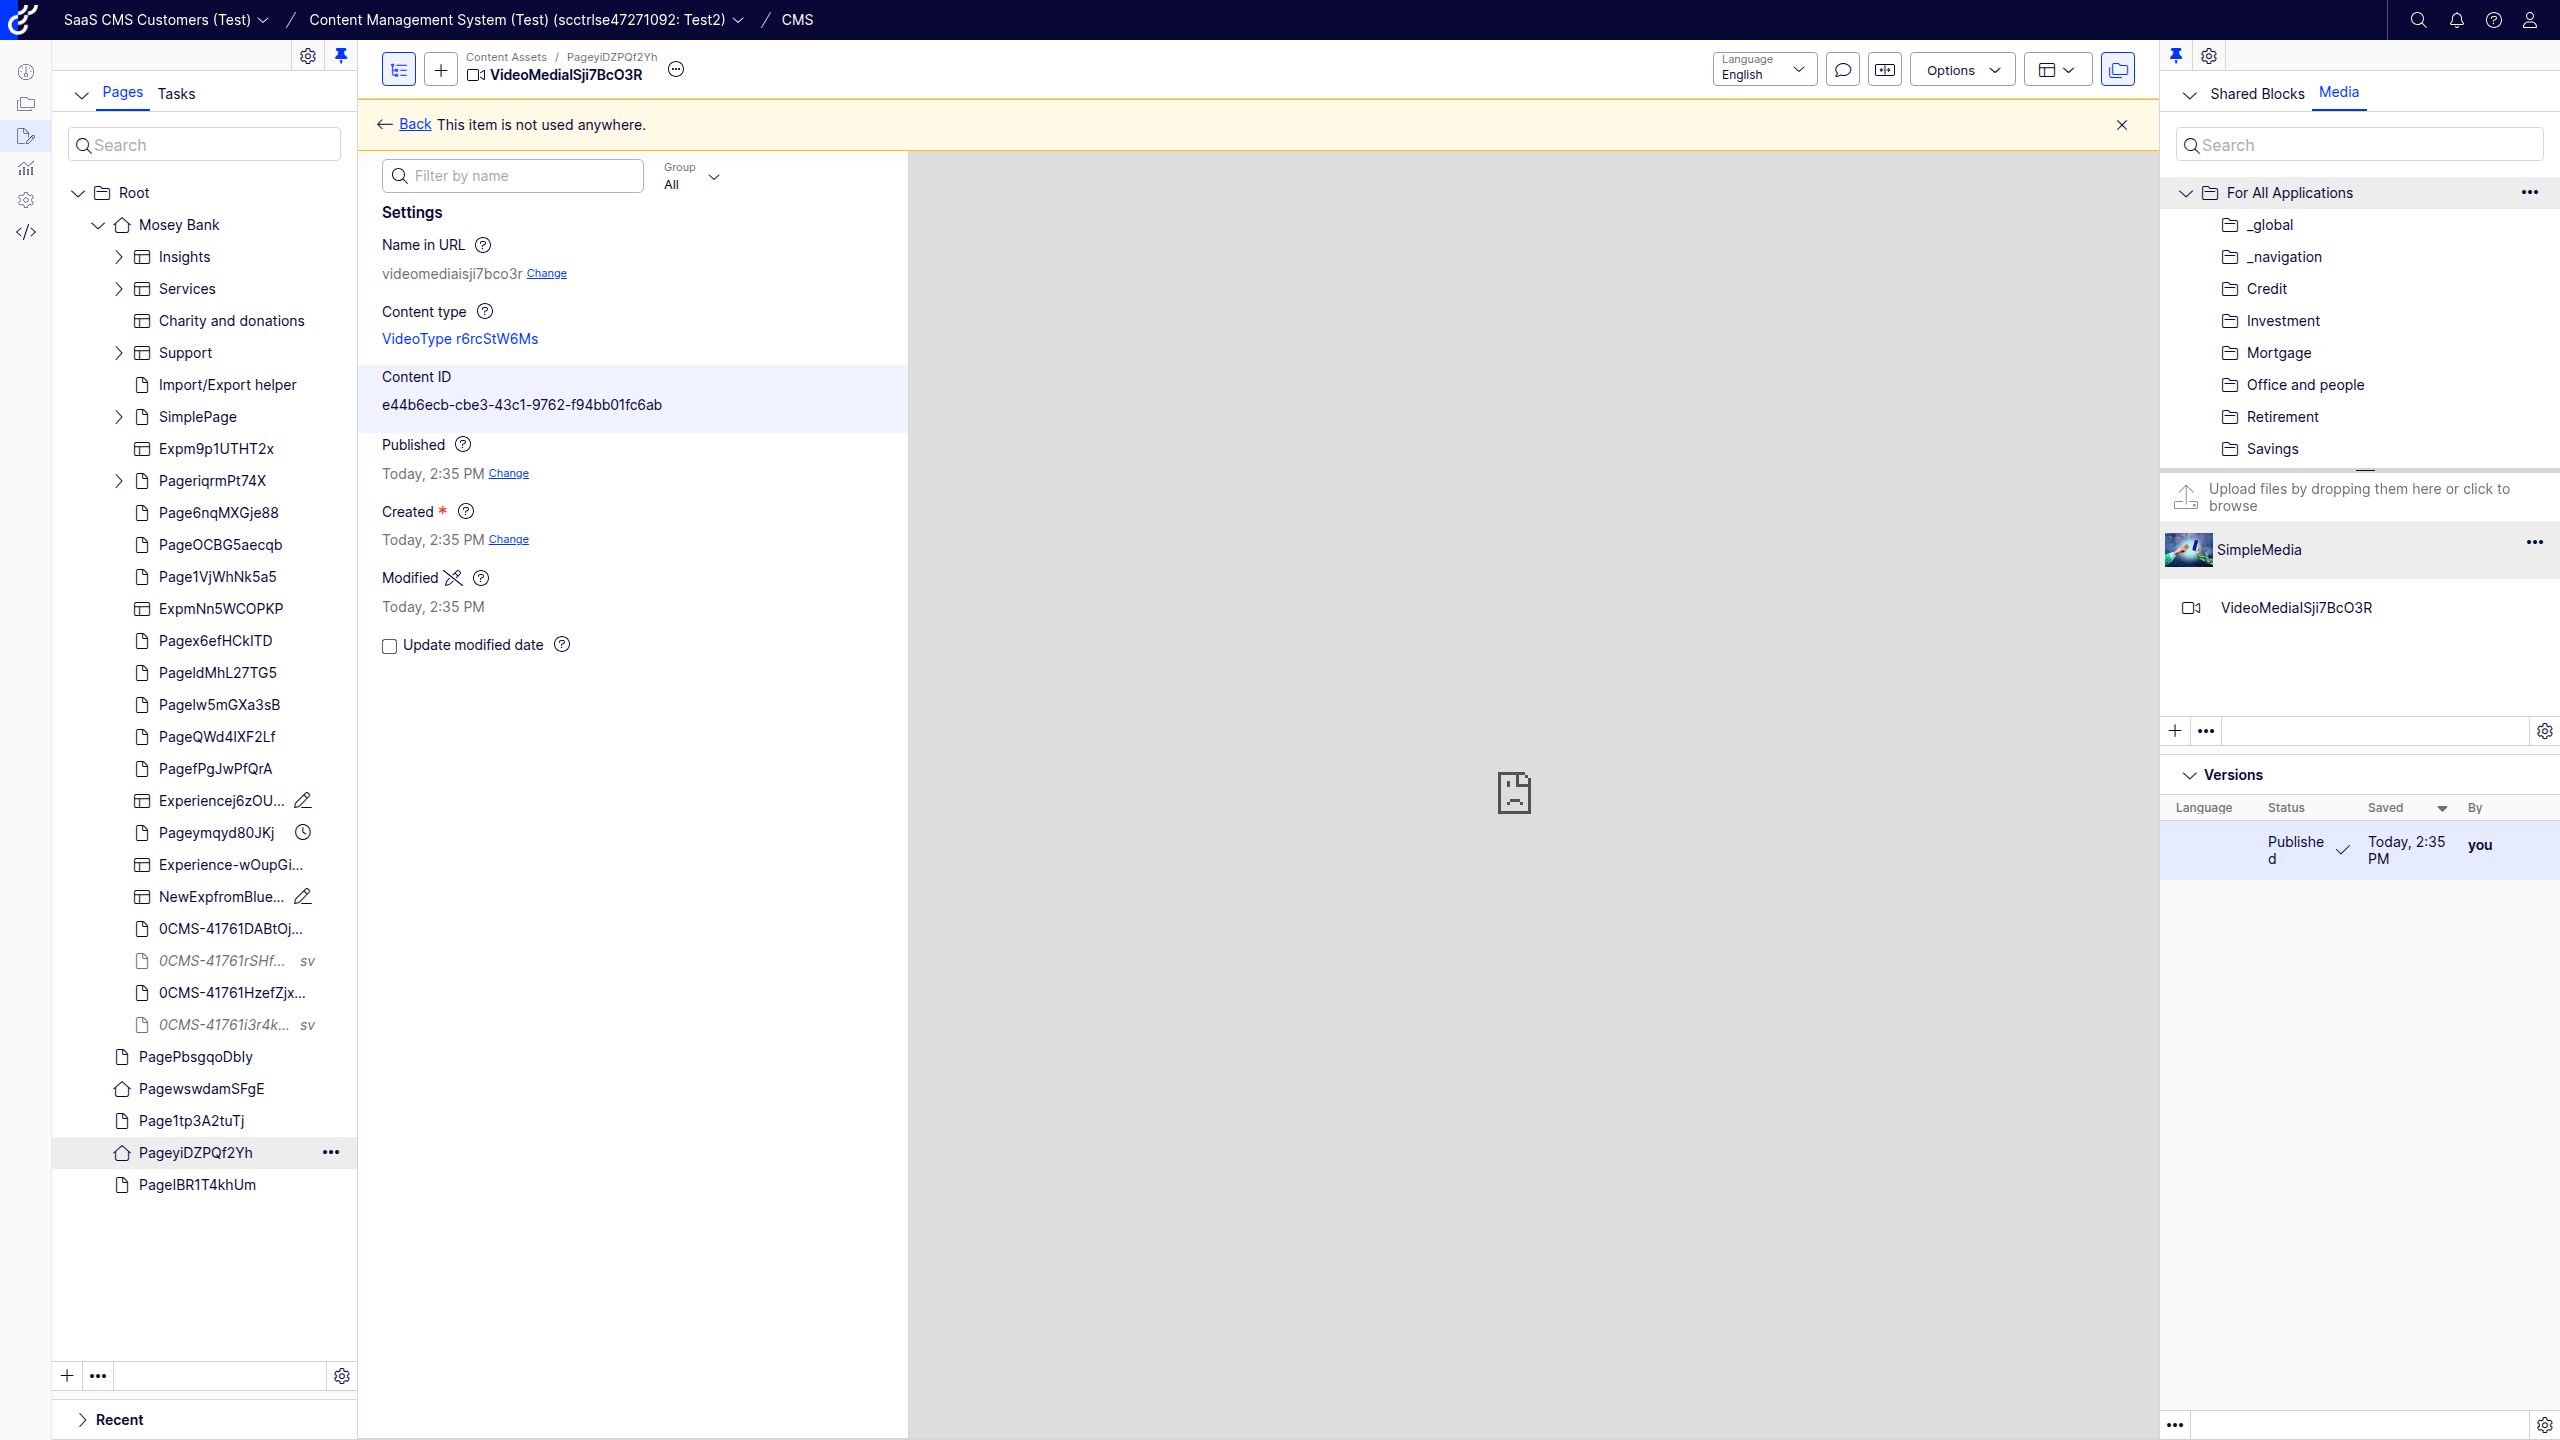 SaaS CMS Customers (Test) / Content Management System (Test) (scctrlse47271092: Test2) / CMS
Pages
Tasks
Search
Root
Mosey Bank
Insights
Services
Charity and donations
Support
Import/Export helper
SimplePage
Expm9p1UTHT2x
PageriqrmPt74X
Page6nqMXGje88
PageOCBG5aecqb
Page1VjWhNk5a5
ExpmNn5WCOPKP
Pagex6efHCkITD
PageldMhL27TG5
Pagelw5mGXa3sB
PageQWd4IXF2Lf
PagefPgJwPfQrA
Experiencej6zOU...
Pageymqyd80JKj
Experience-wOupGi...
NewExpfromBlue...
0CMS-41761DABtOj...
0CMS-41761rSHf... sv
0CMS-41761HzefZjx...
0CMS-41761i3r4k... sv
PagePbsgqoDbIy
PagewswdamSFgE
Page1tp3A2tuTj
PageyiDZPQf2Yh
PageIBR1T4khUm
Recent
Content Assets / PageyiDZPQf2Yh
VideoMediaISji7BcO3R
Language
English
Options
Back This item is not used anywhere.
Filter by name
Group
All
Settings
Name in URL
videomediaisji7bco3r Change
Content type
VideoType r6rcStW6Ms
Content ID
e44b6ecb-cbe3-43c1-9762-f94bb01fc6ab
Published
Today, 2:35 PM Change
Created *
Today, 2:35 PM Change
Modified
Today, 2:35 PM
Update modified date
Shared Blocks
Media
Search
For All Applications
_global
_navigation
Credit
Investment
Mortgage
Office and people
Retirement
Savings
Upload files by dropping them here or click to
browse
SimpleMedia
VideoMediaISji7BcO3R
Versions
Language Status Saved By
Publishe
d
Today, 2:35
PM
you